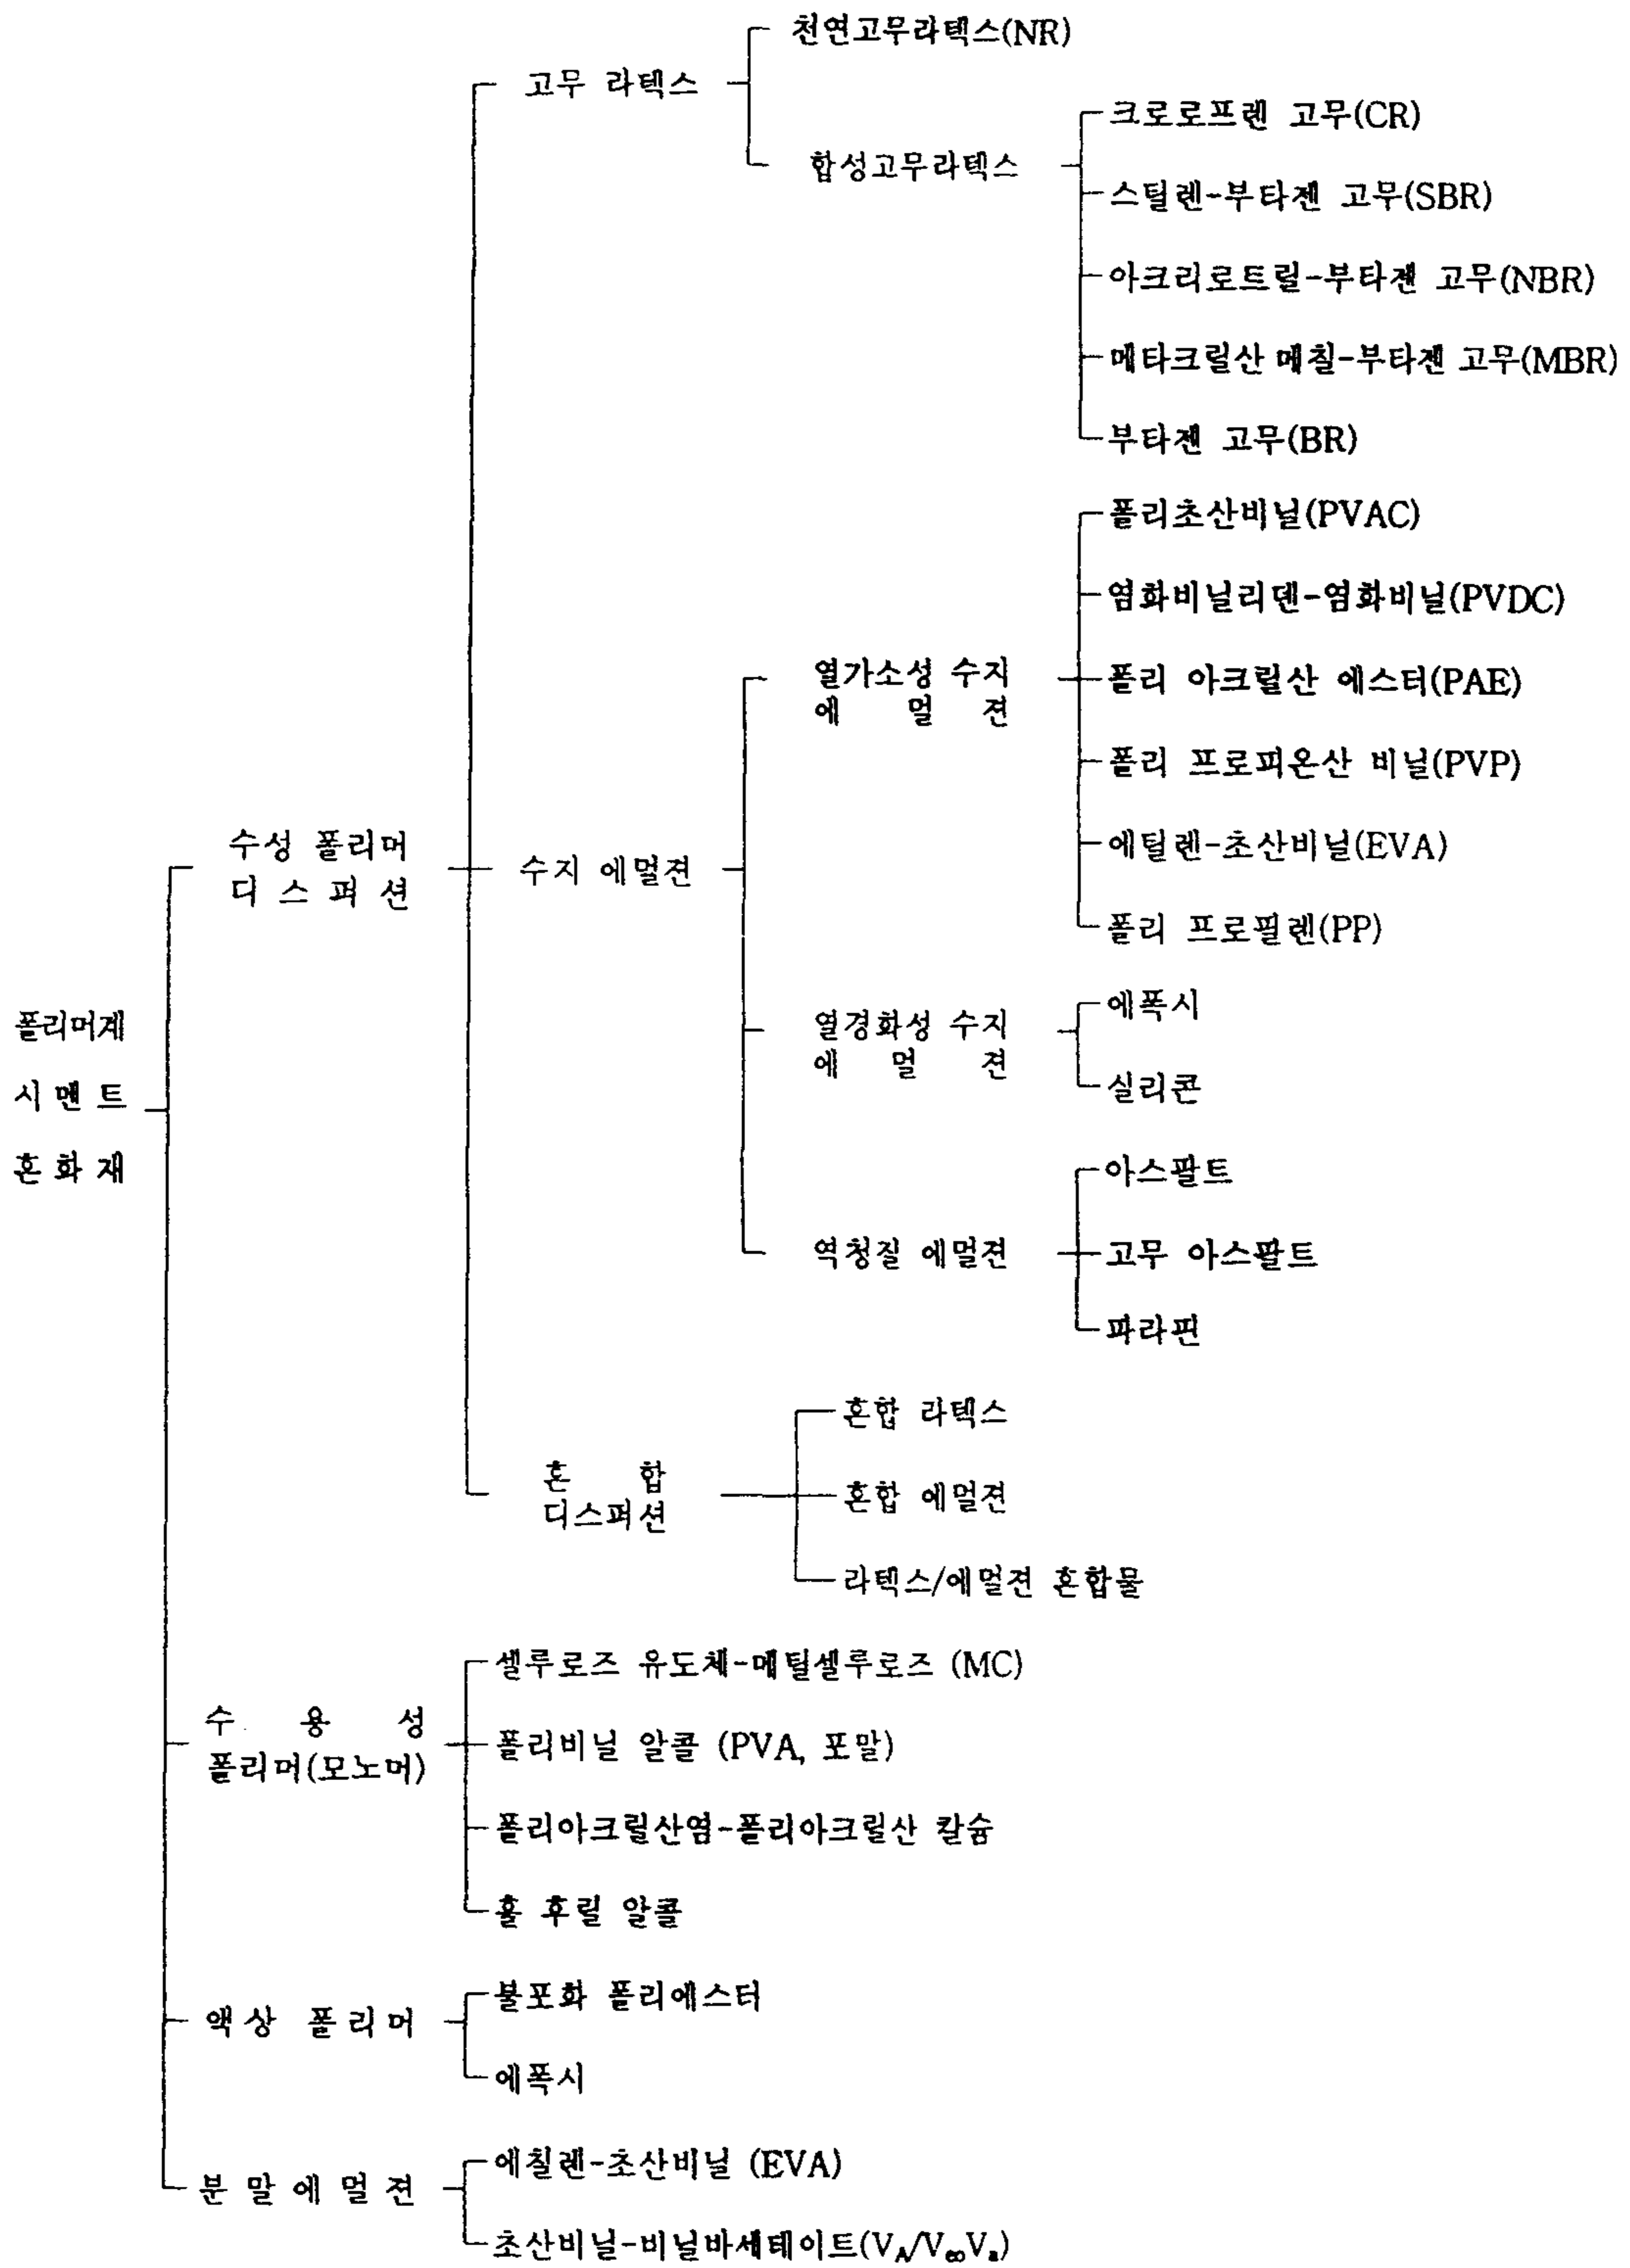 천연고무라텍스(NR)
고무 라텍스
크로로프렌 고무(CR)
합성고무라텍스
스틸렌-부타젠 고무(SBR)
아크리로트릴-부타젠 고무(NBR)
메타크릴산 메칠-부타젠 고무(MBR)
부타젠 고무(BR)
폴리초산비닐(PVAC)
염화비닐리덴-염화비닐(PVDC)
열가소성 수지
에 멀 젼
폴리 아크릴산 에스터(PAE)
폴리 프로피온산 비닐(PVP)
수성 폴리머
디 스 퍼 션
수지 에멀젼
에틸렌-초산비닐(EVA)
폴리 프로필렌(PP)
폴리머계
시 멘 트
혼 화 재
열경화성 수지
에 멀 젼
에폭시
실리콘
아스팔트
역청질 에멀젼
고무 아스팔트
파라핀
혼합 라텍스
혼 합
디스퍼션
혼합 에멀젼
라텍스/에멀젼 혼합물
셀루로즈 유도체-메틸셀루로즈 (MC)
수 용 성
폴리머(모노머)
폴리비닐 알콜 (PVA, 포말)
폴리아크릴산염-폴리아크릴산 칼슘
훌 후릴 알콜
불포화 폴리에스터
액상 폴리머
에폭시
에칠렌-초산비닐 (EVA)
분 말 에 멀 젼
초산비닐-비닐바세테이트